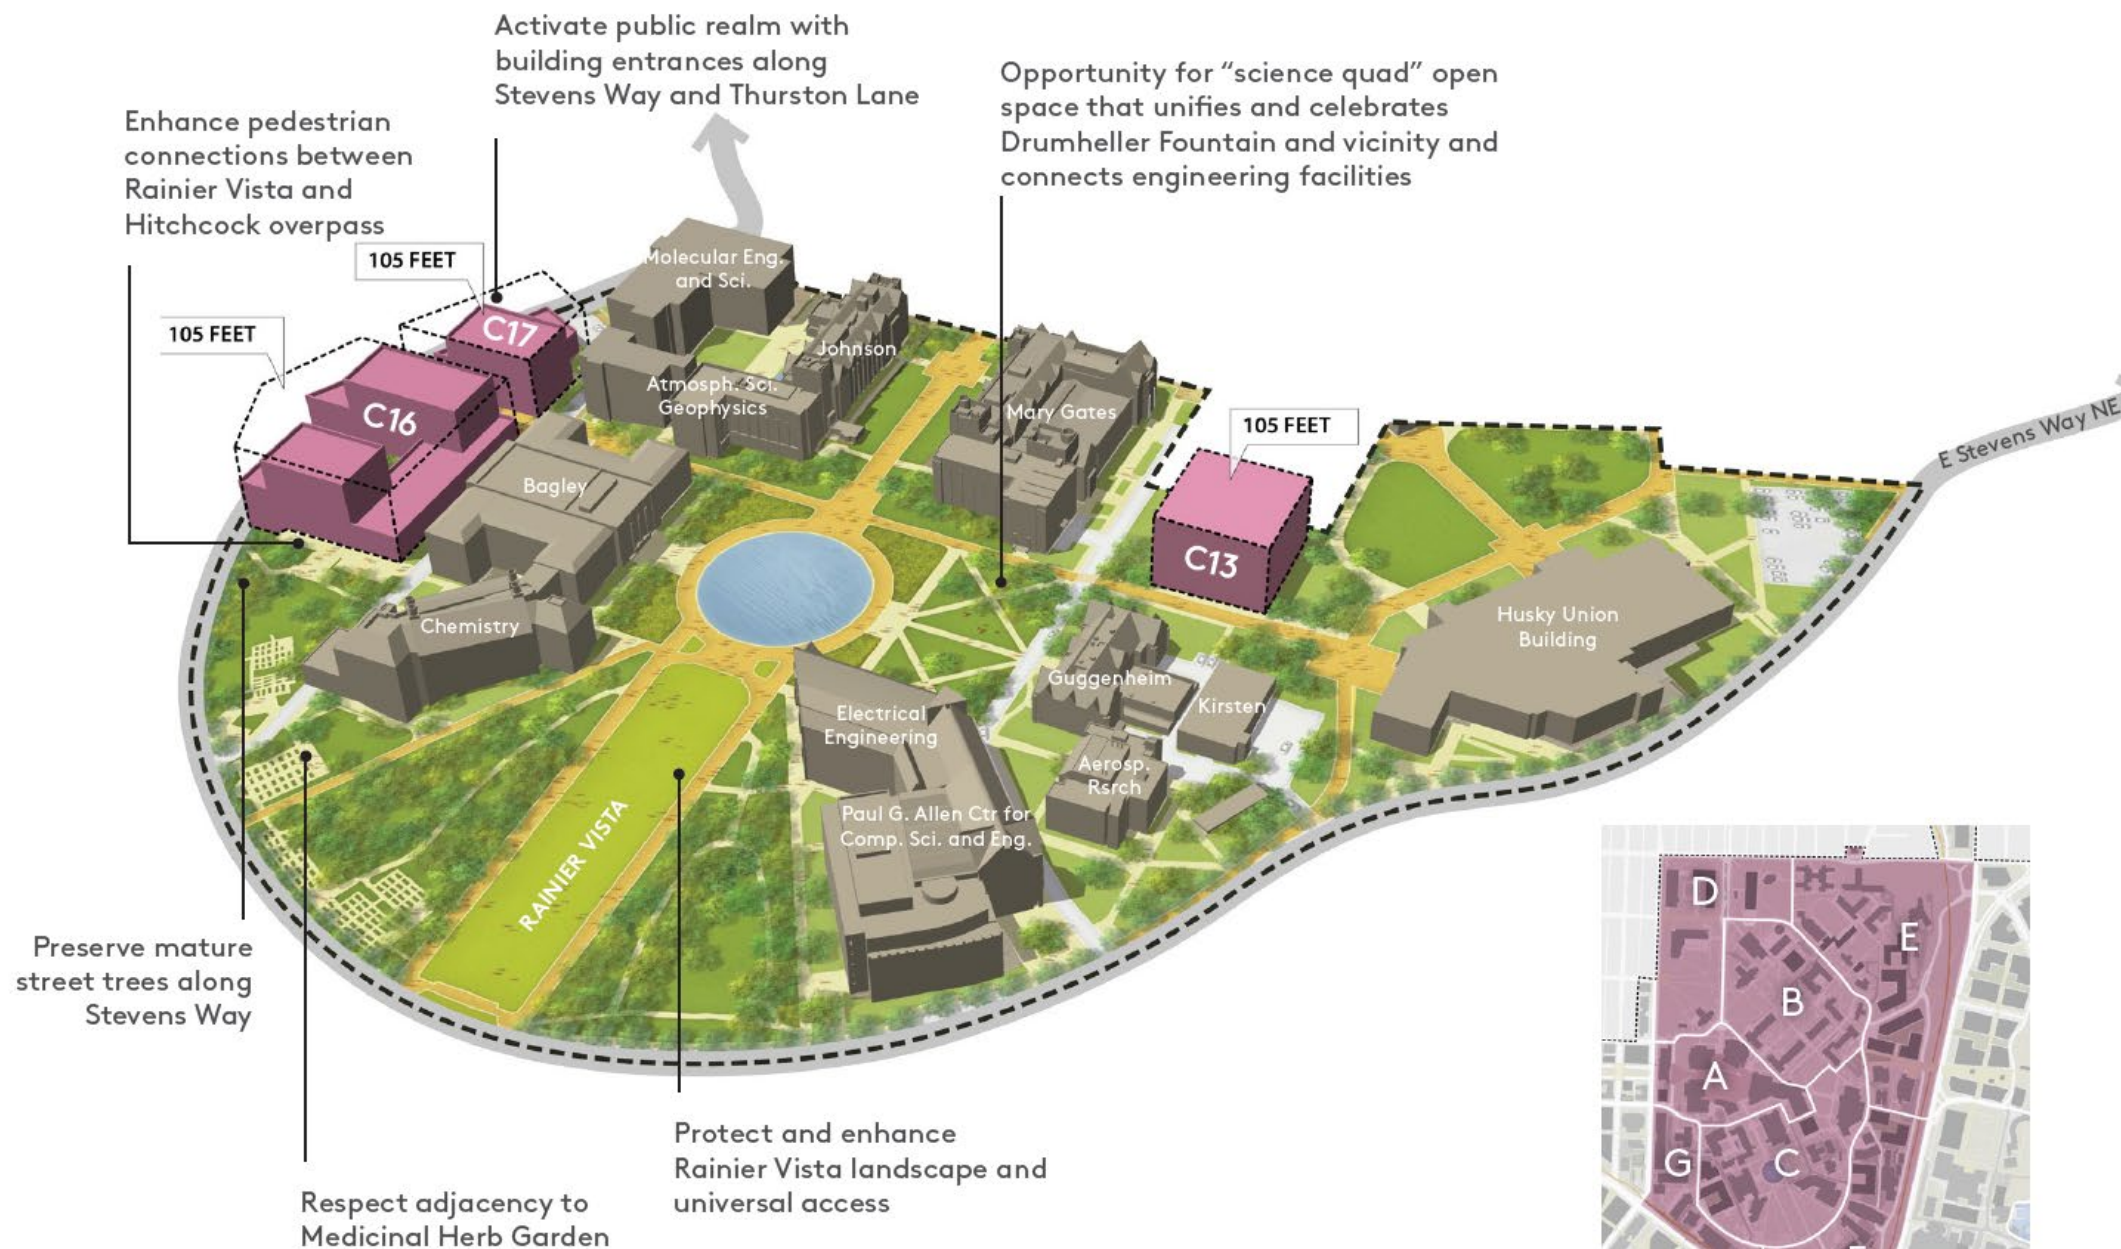 Activate public realm with
building entrances along
Stevens Way and Thurston Lane
Opportunity for “science quad” open
space that unifies and celebrates
Drumheller Fountain and vicinity and
connects engineering facilities
Enhance pedestrian
connections between
Rainier Vista and
Hitchcock overpass
105 FEET
105 FEET
Molecular Eng.
and Sci.
C17
Johnson
C16
Atmosph. Sci.
Geophysics
Mary Gates
105 FEET
E Stevens Way NE
Bagley
C13
Chemistry
Husky Union
Building
Guggenheim
Kirsten
Electrical
Engineering
Aerosp.
Rsrch
Paul G. Allen Ctr for
Comp. Sci. and Eng.
RAINIER VISTA
Preserve mature
street trees along
Stevens Way
Protect and enhance
Rainier Vista landscape and
universal access
Respect adjacency to
Medicinal Herb Garden
D
E
B
A
G
C